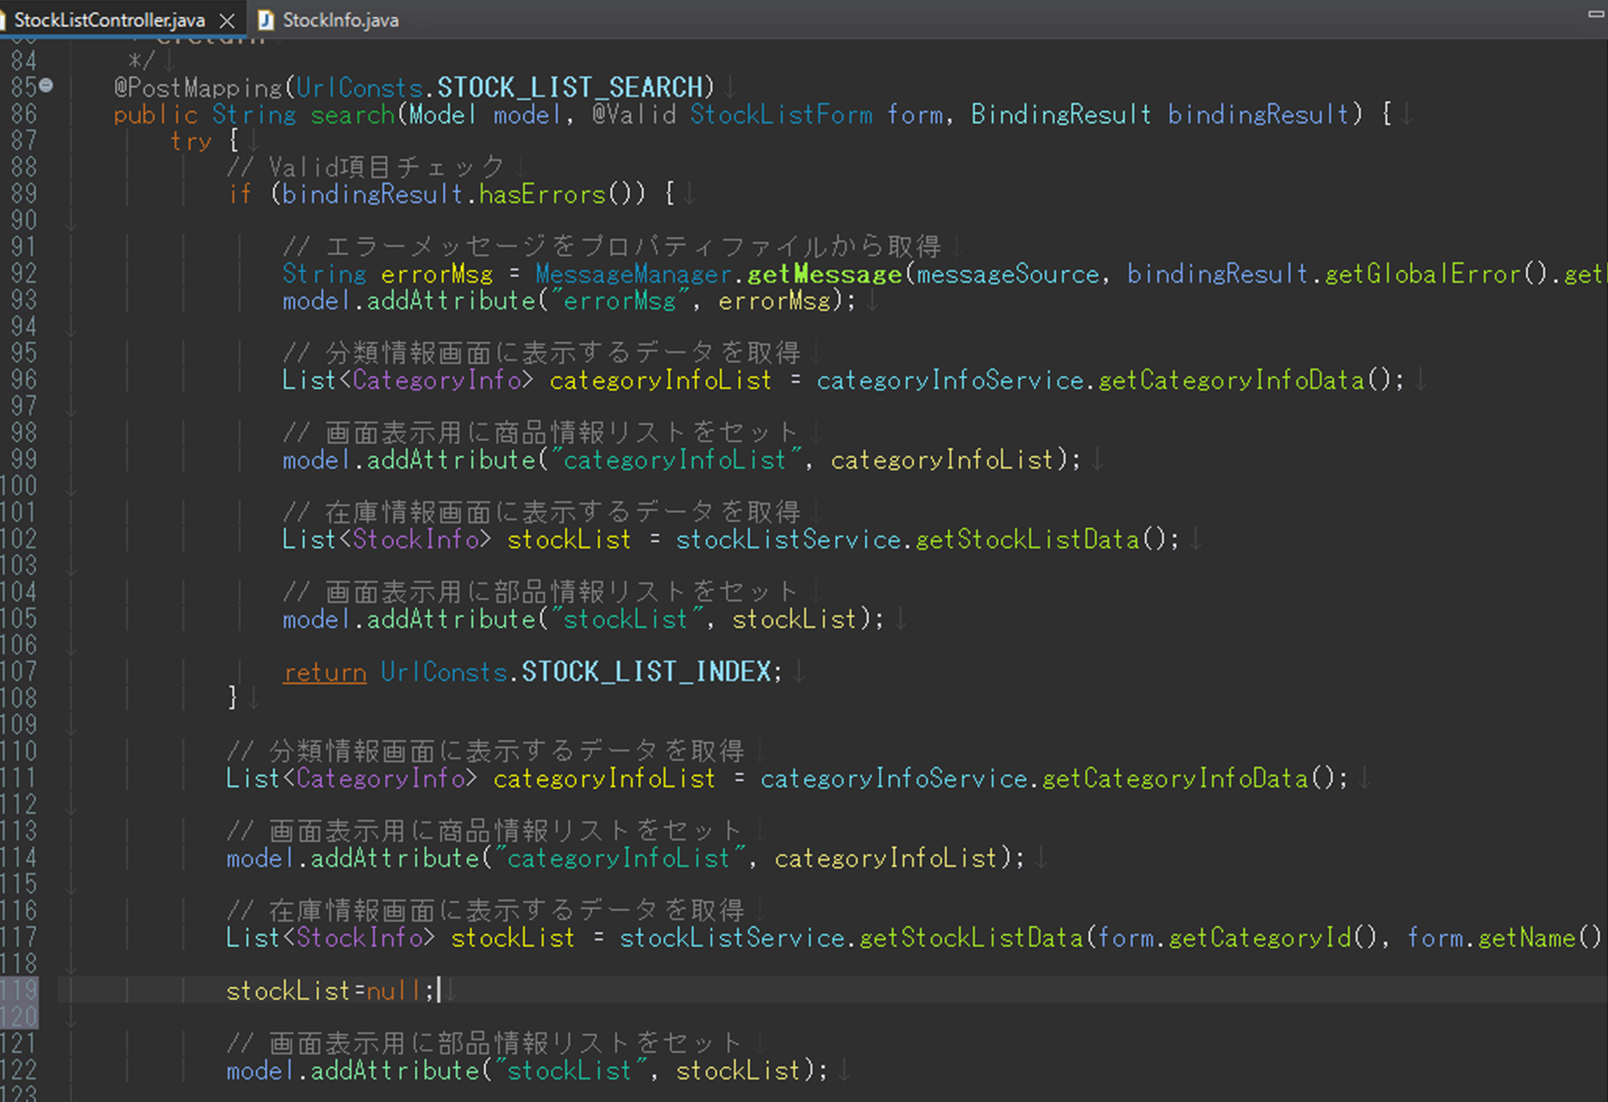 StockListController.java
StockInfo.java
84 */
85 @PostMapping(UrlConsts.STOCK_LIST_SEARCH)
86 public String search(Model model, @Valid StockListForm form, BindingResult bindingResult) {
87 try {
88 // Valid項目チェック
89 if (bindingResult.hasErrors()) {
90
91 // エラーメッセージをプロパティファイルから取得
92 String errorMsg = MessageManager.getMessage(messageSource, bindingResult.getGlobalError().get
93 model.addAttribute("errorMsg", errorMsg);
94
95 // 分類情報画面に表示するデータを取得
96 List<CategoryInfo> categoryInfoList = categoryInfoService.getCategoryInfoData();
97
98 // 画面表示用に商品情報リストをセット
99 model.addAttribute("categoryInfoList", categoryInfoList);
100
101 // 在庫情報画面に表示するデータを取得
102 List<StockInfo> stockList = stockListService.getStockListData();
103
104 // 画面表示用に部品情報リストをセット
105 model.addAttribute("stockList", stockList);
106
107 return UrlConsts.STOCK_LIST_INDEX;
108 }
109
110 // 分類情報画面に表示するデータを取得
111 List<CategoryInfo> categoryInfoList = categoryInfoService.getCategoryInfoData();
112
113 // 画面表示用に商品情報リストをセット
114 model.addAttribute("categoryInfoList", categoryInfoList);
115
116 // 在庫情報画面に表示するデータを取得
117 List<StockInfo> stockList = stockListService.getStockListData(form.getCategoryId(), form.getName()
118
119 stockList=null;
120
121 // 画面表示用に部品情報リストをセット
122 model.addAttribute("stockList", stockList);
123